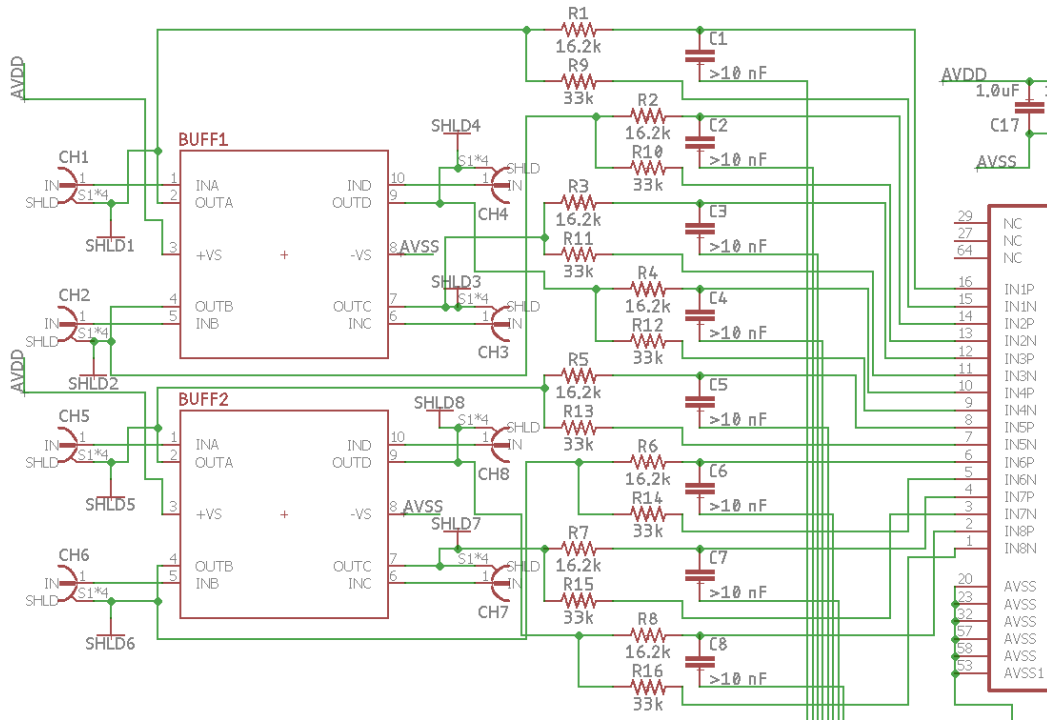 R1
16.2k
C1
>10 nF
R9
33k
AVDD
AVDD
1.0uF
C17
AVSS
R2
16.2k
C2
>10 nF
R10
33k
SHLD4
BUFF1
CH1
IN 1
SHLD S1*4
SHLD1
1 INA
2 OUTA
3 +VS
4 OUTB
5 INB
IND 10
OUTD 9
-VS 8 AVSS
OUTC 7
INC 6
S1*4 SHLD
1 IN
CH4
SHLD3
S1*4 SHLD
1 IN
CH3
R3
16.2k
C3
>10 nF
R11
33k
R4
16.2k
C4
>10 nF
R12
33k
CH2
IN 1
SHLD S1*4
SHLD2
AVDD
R5
16.2k
C5
>10 nF
R13
33k
BUFF2
SHLD8
CH5
IN 1
SHLD S1*4
SHLD5
1 INA
2 OUTA
3 +VS
4 OUTB
5 INB
IND 10
OUTD 9
-VS 8 AVSS
OUTC 7
INC 6
S1*4 SHLD
1 IN
CH8
SHLD7
S1*4 SHLD
1 IN
CH7
CH6
IN 1
SHLD S1*4
SHLD6
R6
16.2k
C6
>10 nF
R14
33k
R7
16.2k
C7
>10 nF
R15
33k
R8
16.2k
C8
>10 nF
R16
33k
29 NC
27 NC
64 NC
16 IN1P
15 IN1N
14 IN2P
13 IN2N
12 IN3P
11 IN3N
10 IN4P
9 IN4N
8 IN5P
7 IN5N
6 IN6P
5 IN6N
4 IN7P
3 IN7N
2 IN8P
1 IN8N
20 AVSS
23 AVSS
32 AVSS
57 AVSS
58 AVSS
53 AVSS1